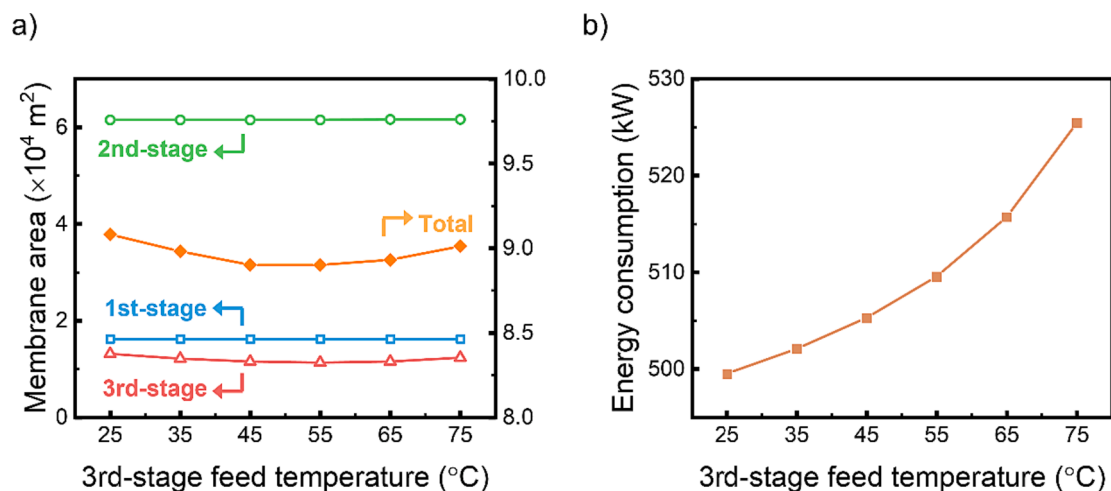 a)
Membrane area (×10⁴ m²)
6
4
2
0
10.0
9.75
9.0
8.5
8.0
2nd-stage
Total
1st-stage
3rd-stage
25 35 45 55 65 75
3rd-stage feed temperature (°C)
b)
Energy consumption (kW)
530
520
510
500
25 35 45 55 65 75
3rd-stage feed temperature (°C)